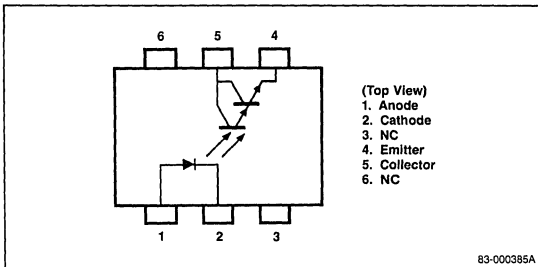 6 5 4
(Top View)
1. Anode
2. Cathode
3. NC
4. Emitter
5. Collector
6. NC
1 2 3
83-000385A